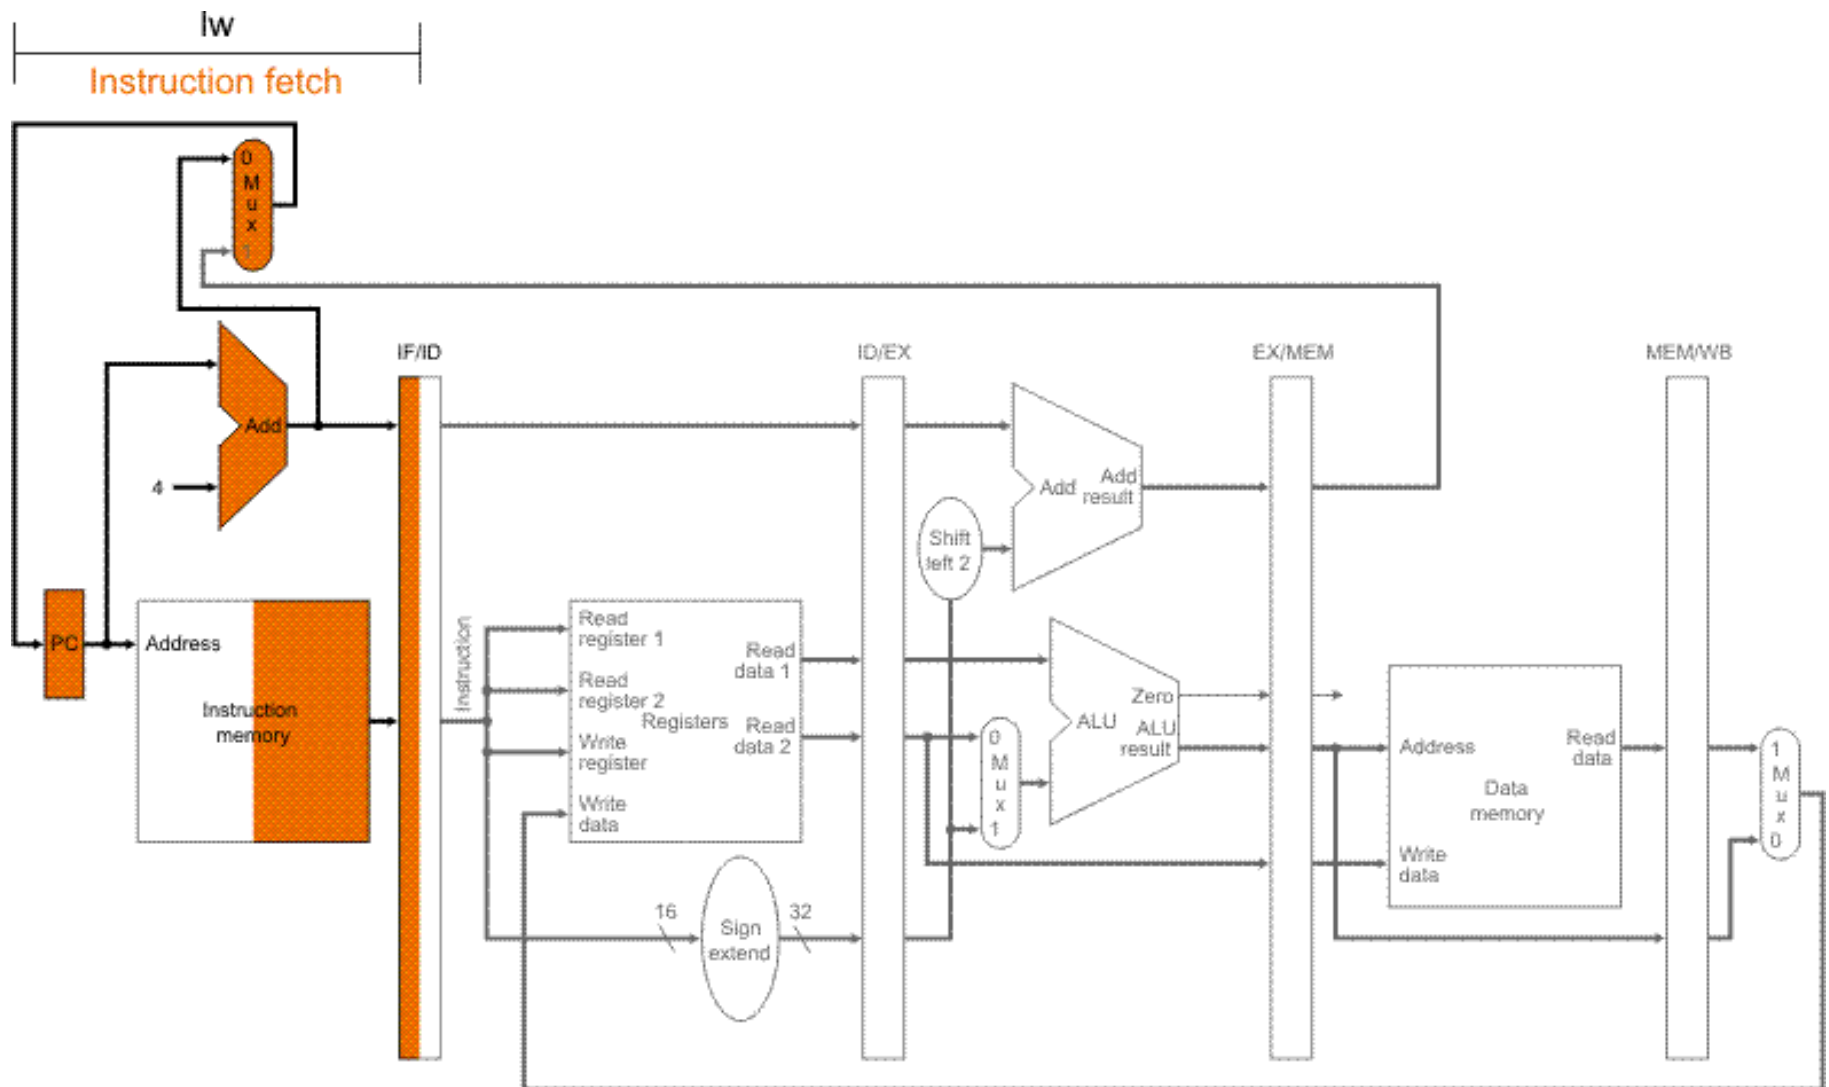 lw
Instruction fetch
0
M
u
x
1
IF/ID
ID/EX
EX/MEM
MEM/WB
Add
4
Add
Add
result
Shift
left 2
PC
Address
Instruction
memory
Instruction
Read
register 1
Read
register 2
Write
register
Write
data
Registers
Read
data 1
Read
data 2
0
M
u
x
1
Zero
ALU
ALU
result
Address
Read
data
Data
memory
Write
data
1
M
u
x
0
16
Sign
extend
32